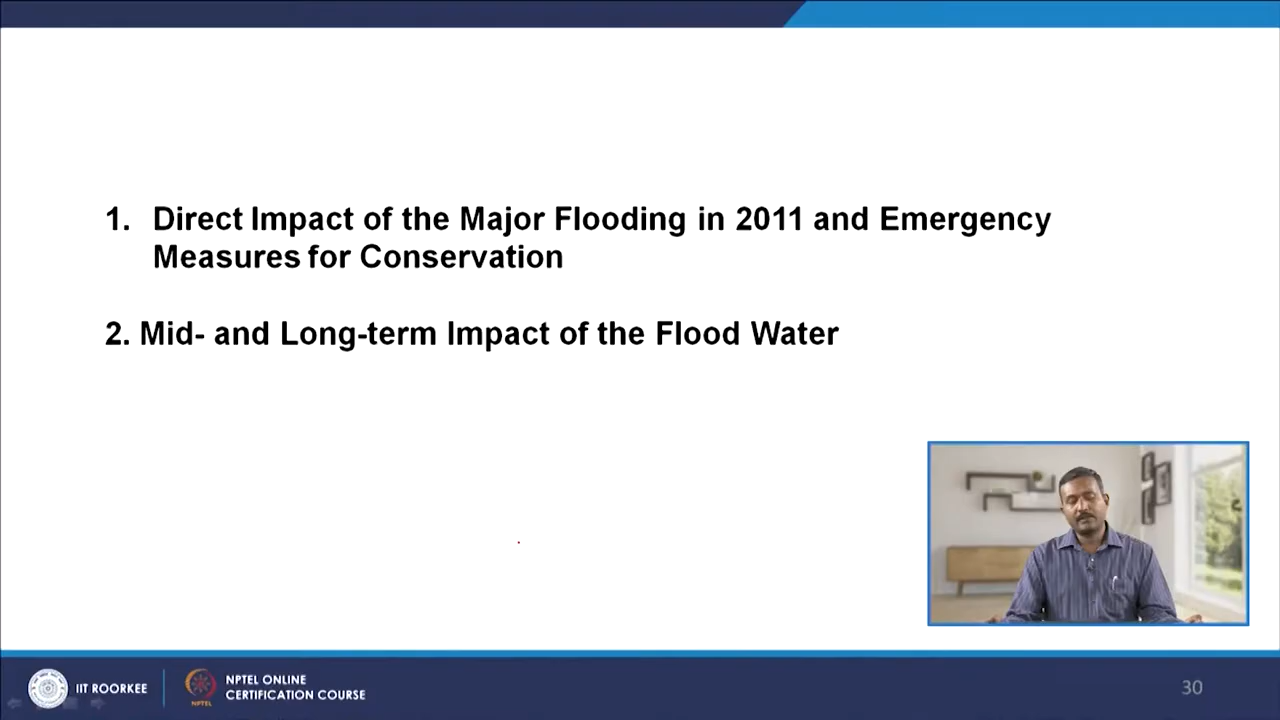 1. Direct Impact of the Major Flooding in 2011 and Emergency
Measures for Conservation
2. Mid- and Long-term Impact of the Flood Water
IIT ROORKEE
NPTEL
NPTEL ONLINE
CERTIFICATION COURSE
30